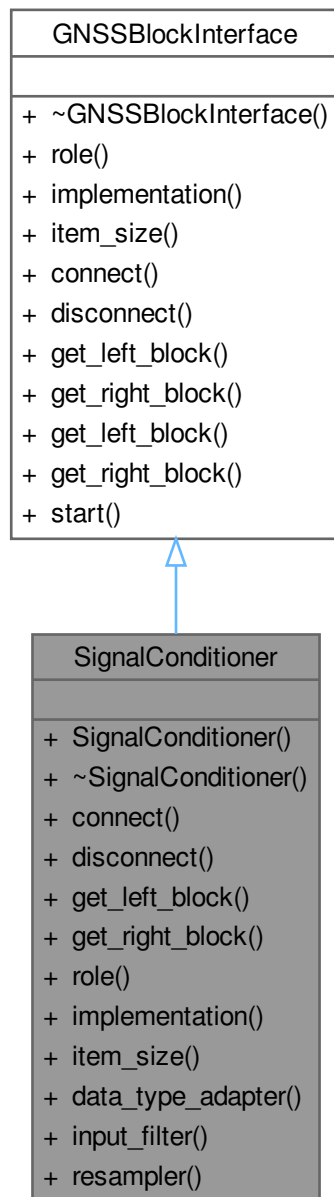 GNSSBlockInterface
+ ~GNSSBlockInterface()
+ role()
+ implementation()
+ item_size()
+ connect()
+ disconnect()
+ get_left_block()
+ get_right_block()
+ get_left_block()
+ get_right_block()
+ start()
SignalConditioner
+ SignalConditioner()
+ ~SignalConditioner()
+ connect()
+ disconnect()
+ get_left_block()
+ get_right_block()
+ role()
+ implementation()
+ item_size()
+ data_type_adapter()
+ input_filter()
+ resampler()